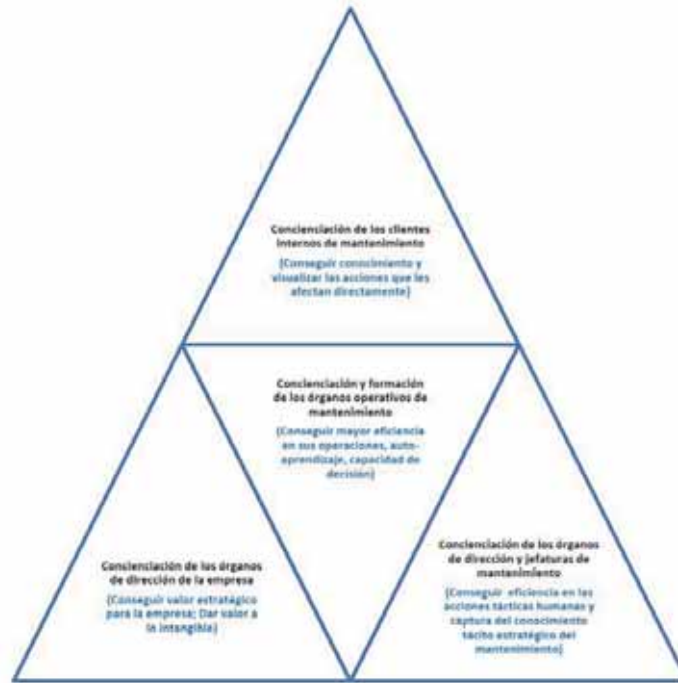 Concienciación de los clientes
internos de mantenimiento
(Conseguir conocimiento y
visualizar las acciones que les
afectan directamente)
Concienciación y formación
de los órganos operativos de
mantenimiento
(Conseguir mayor eficiencia
en sus operaciones, auto-
aprendizaje, capacidad de
decisión)
Concienciación de los órganos
de dirección de la empresa
(Conseguir valor estratégico
para la empresa; Dar valor a
lo intangible)
Concienciación de los órganos
de dirección y jefaturas de
mantenimiento
(Conseguir eficiencia en las
acciones tácticas humanas y
captura del conocimiento
tácito estratégico del
mantenimiento)